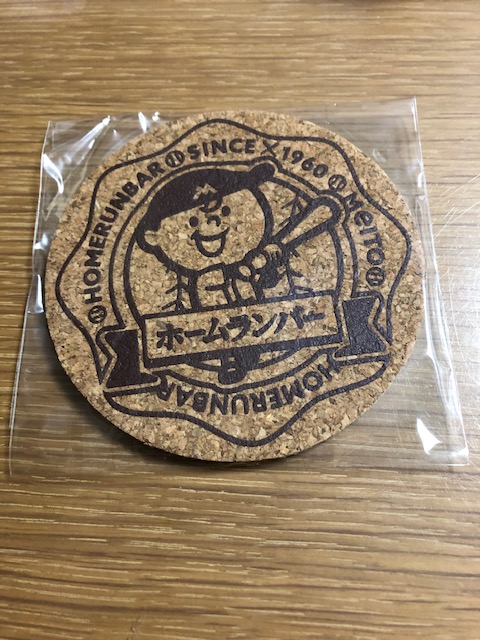 HOMERUNBAR SINCE 1960 MeiTO
ホームランバー
HOMERUNBAR